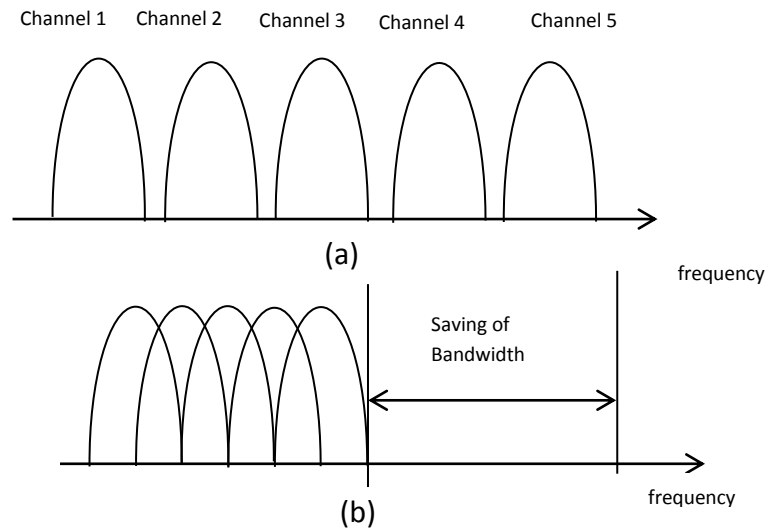 Channel 1 Channel 2 Channel 3 Channel 4 Channel 5
(a)
frequency
Saving of
Bandwidth
frequency
(b)